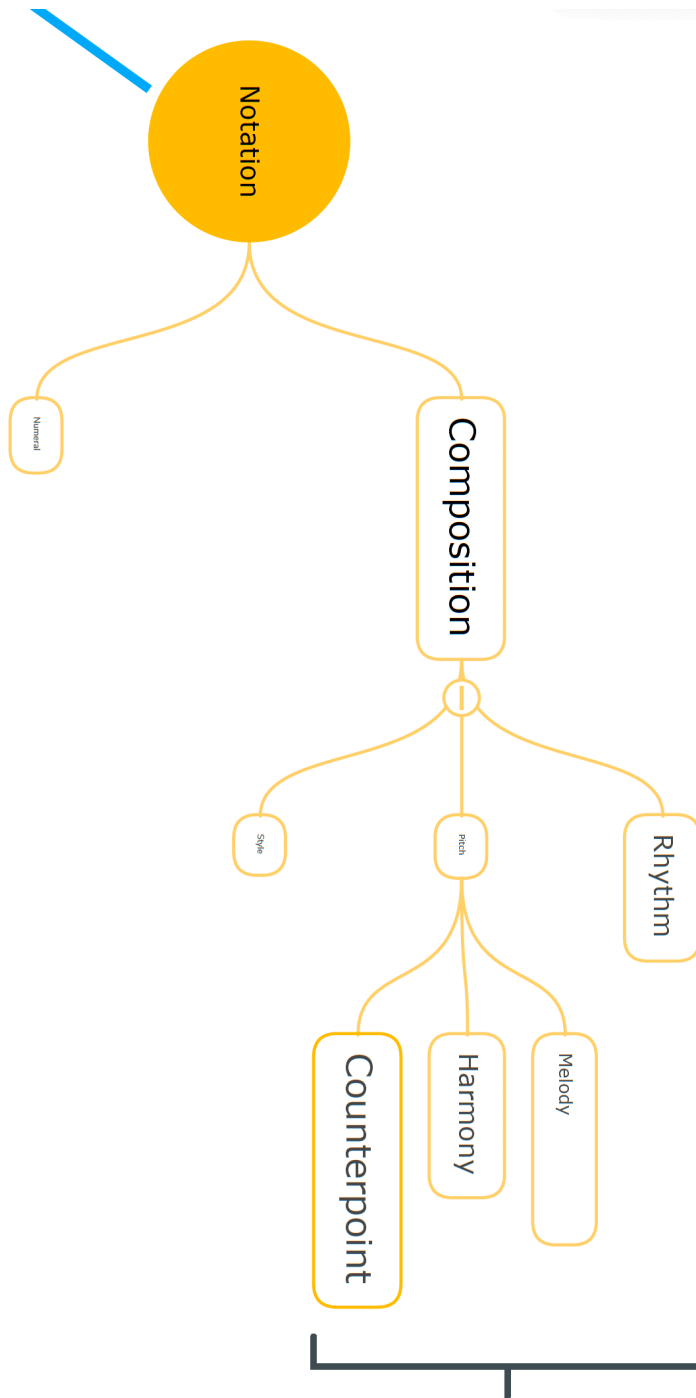 Notation
Composition
Rhythm
Pitch
Melody
Harmony
Counterpoint
Style
Numeral